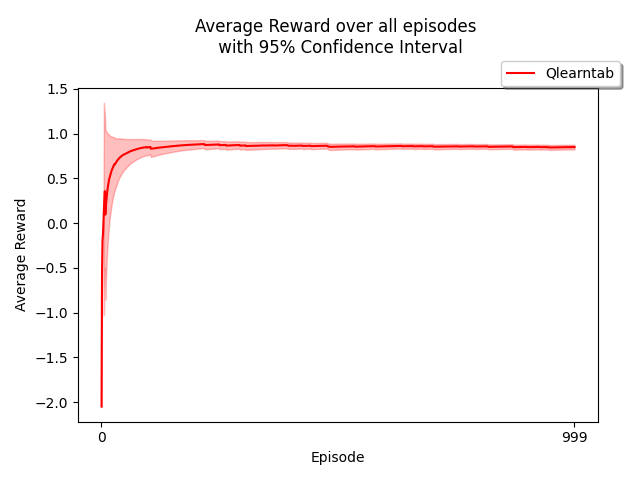 Average Reward over all episodes
with 95% Confidence Interval
Qlearntab
1.5
1.0
0.5
0.0
−0.5
−1.0
−1.5
−2.0
Average Reward
0
999
Episode